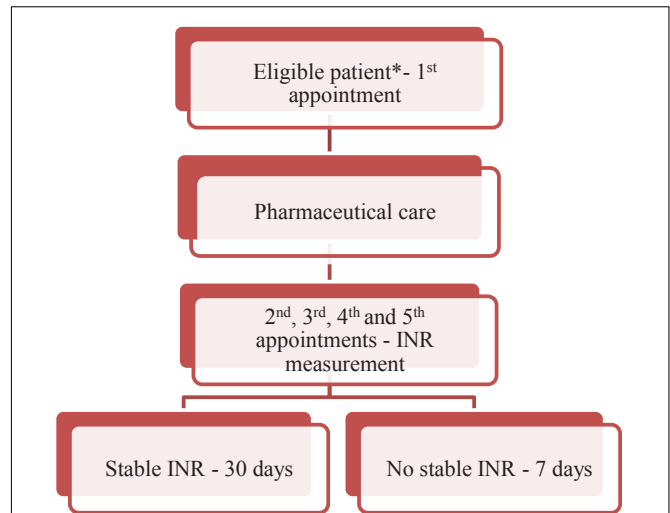 Eligible patient*- 1st
appointment
Pharmaceutical care
2nd, 3rd, 4th and 5th
appointments - INR
measurement
Stable INR - 30 days
No stable INR - 7 days